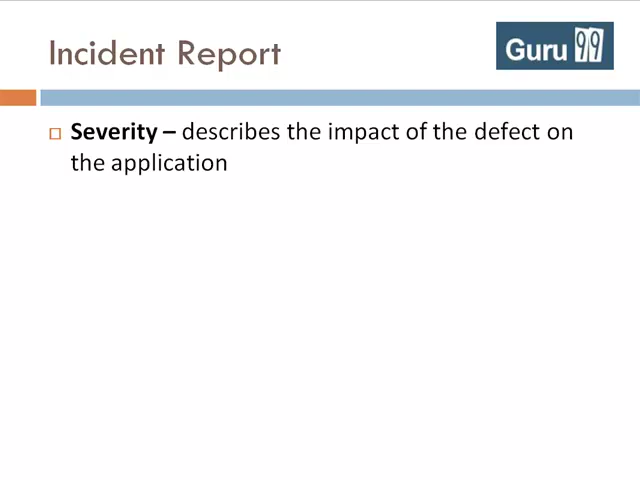 Incident Report
Guru 99
Severity – describes the impact of the defect on
the application